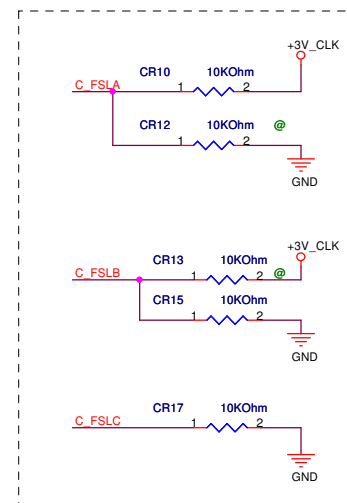 +3V_CLK
CR10 10KOhm
C_FSLA 1 2
CR12 10KOhm @
1 2
GND
+3V_CLK
CR13 10KOhm
C_FSLB 1 2 @
CR15 10KOhm
1 2
GND
CR17 10KOhm
C_FSLC 1 2
GND